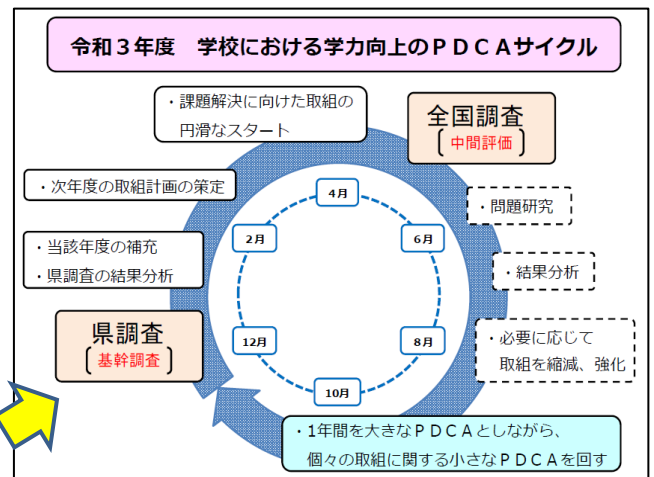 令和３年度　学校における学力向上のＰＤＣＡサイクル
・課題解決に向けた取組の
円滑なスタート
全国調査
〔中間評価〕
・次年度の取組計画の策定
4月
・問題研究
2月
6月
・当該年度の補充
・県調査の結果分析
・結果分析
県調査
〔基幹調査〕
12月
8月
・必要に応じて
取組を縮減、強化
10月
・1年間を大きなＰＤＣＡとしながら、
個々の取組に関する小さなＰＤＣＡを回す